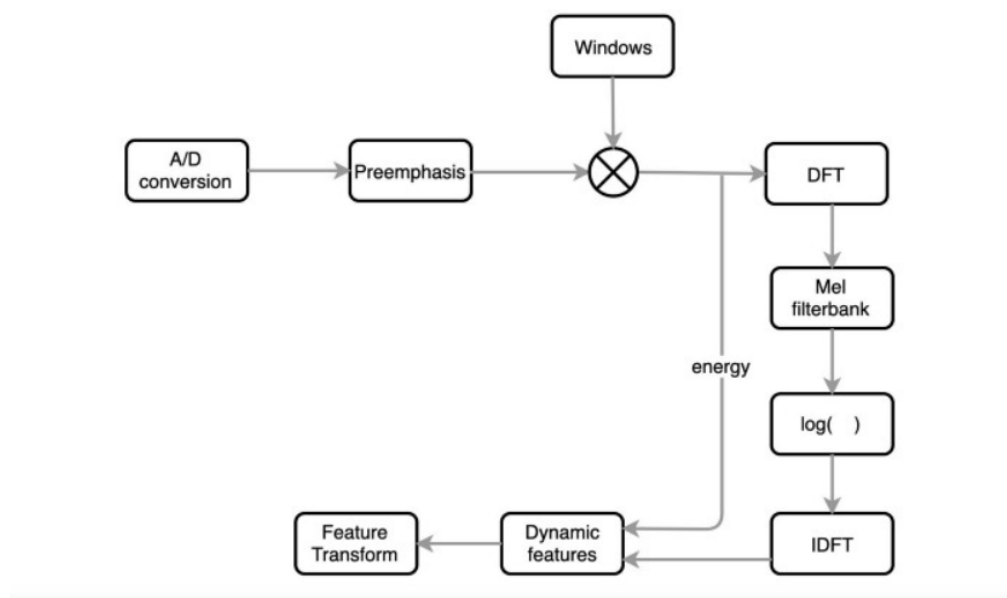 Windows
A/D
conversion
Preemphasis
DFT
Mel
filterbank
energy
log( )
Feature
Transform
Dynamic
features
IDFT